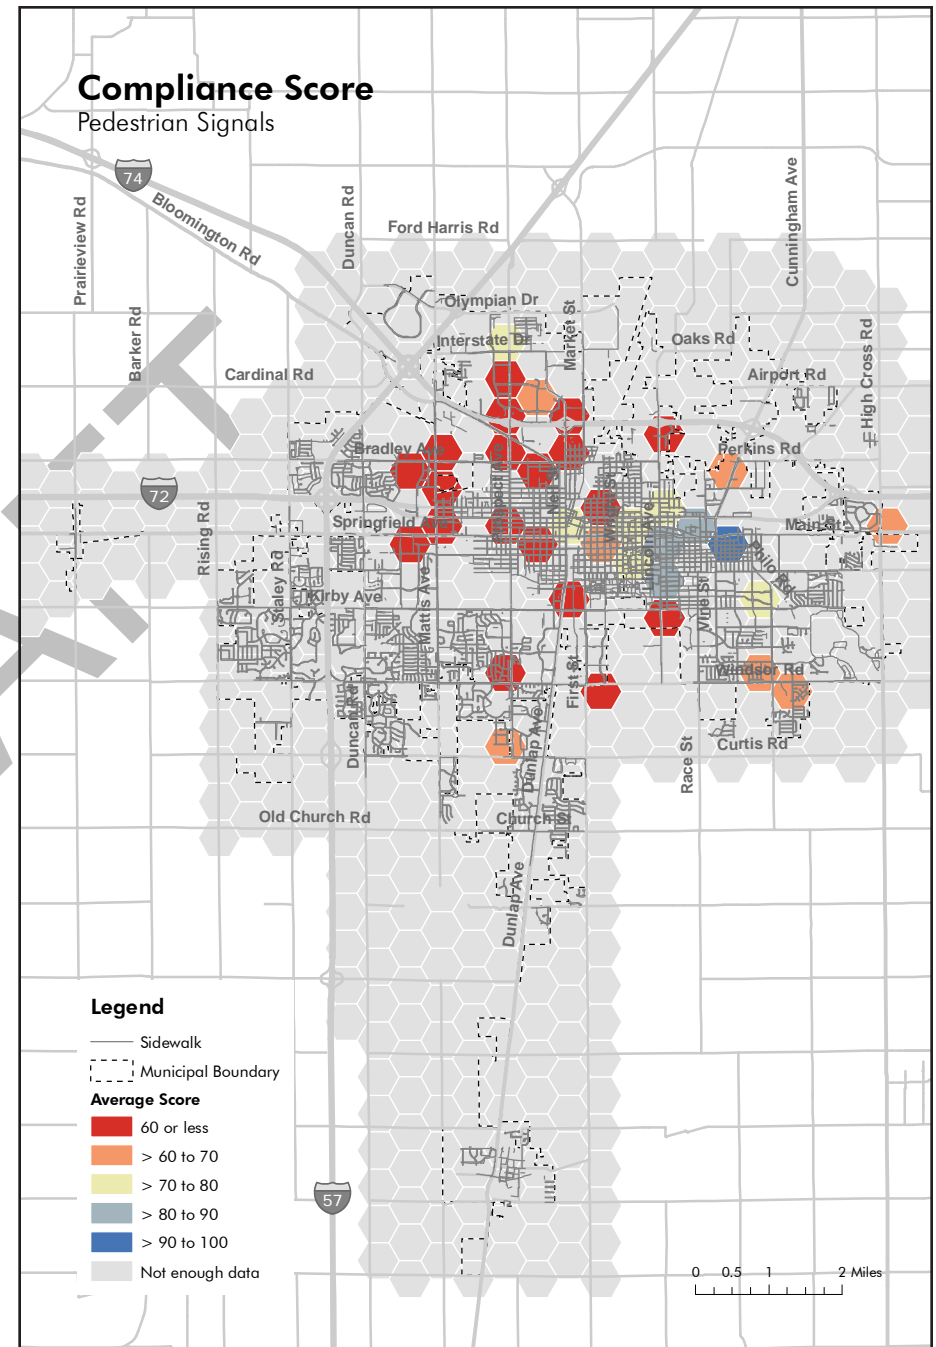 Compliance Score
Pedestrian Signals
74
Bloomington Rd
Prairieview Rd
Duncan Rd
Ford Harris Rd
Cunningham Ave
Barker Rd
Olympian Dr
Market St
Interstate Dr
Oaks Rd
Cardinal Rd
Airport Rd
High Cross Rd
Bradley Ave
Perkins Rd
72
Rising Rd
Springfield Ave
Main St
Philo Rd
Staley Rd
Kirby Ave
Mattis Ave
Vine St
Windsor Rd
First St
Duncan Rd
Dunlap Ave
Race St
Curtis Rd
Old Church Rd
Church St
Dunlap Ave
Legend
Sidewalk
Municipal Boundary
Average Score
60 or less
> 60 to 70
> 70 to 80
> 80 to 90
> 90 to 100
Not enough data
57
0 0.5 1 2 Miles